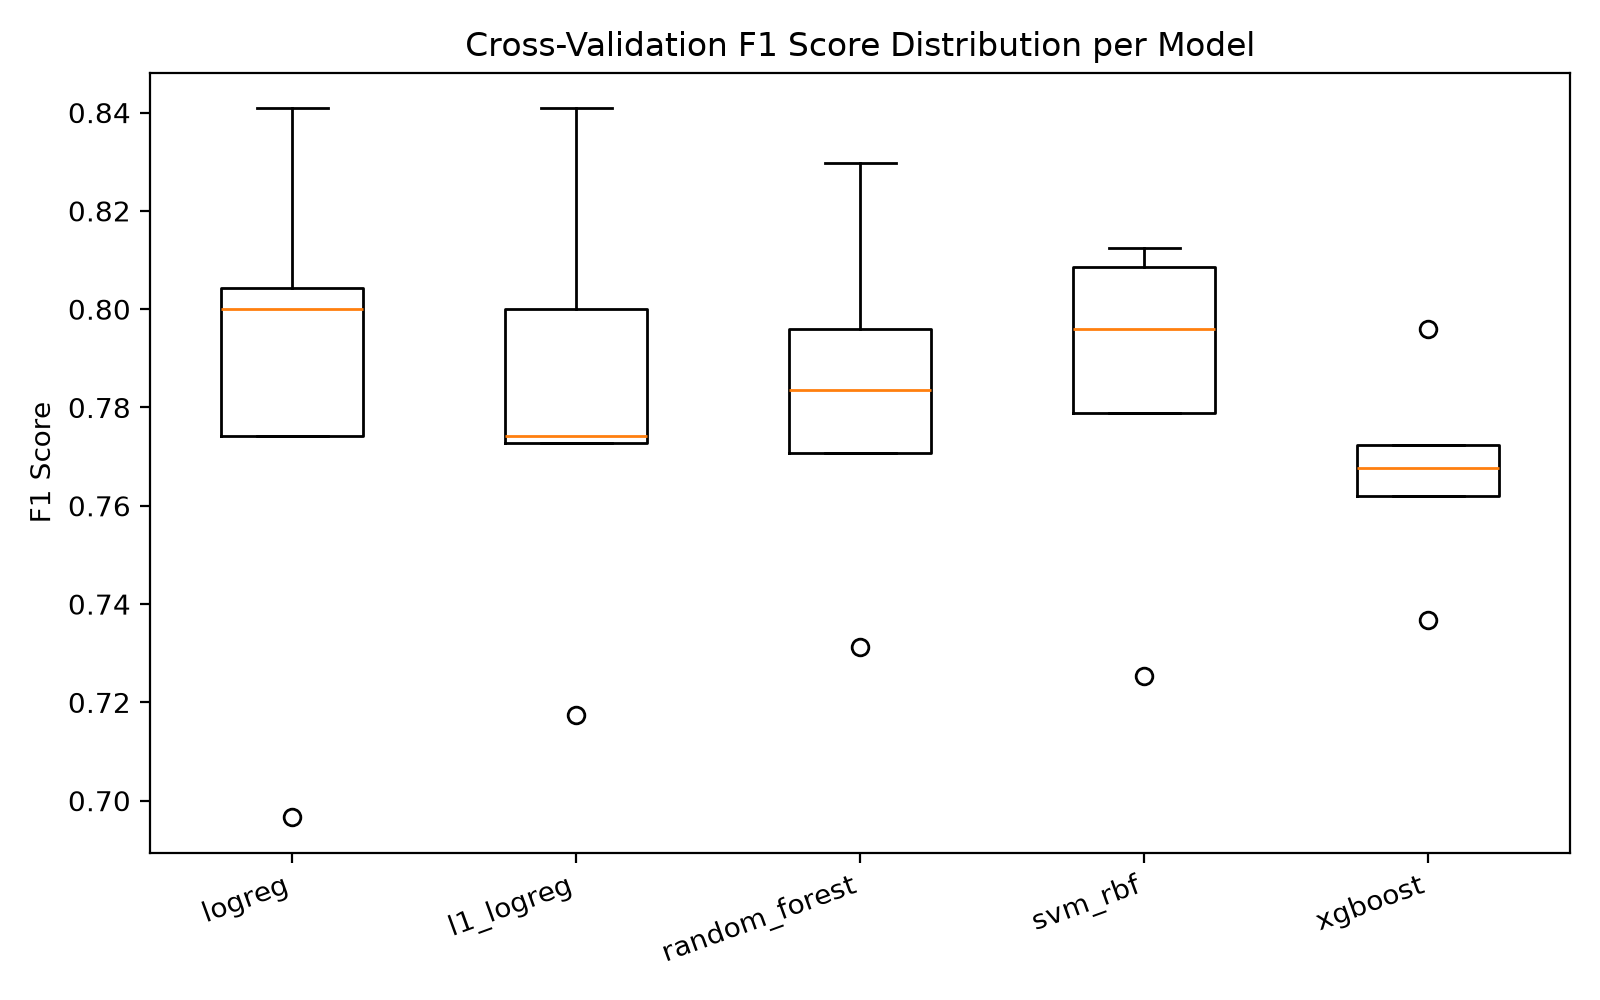 Cross-Validation F1 Score Distribution per Model
F1 Score
0.84
0.82
0.80
0.78
0.76
0.74
0.72
0.70
logreg
l1_logreg
random_forest
svm_rbf
xgboost